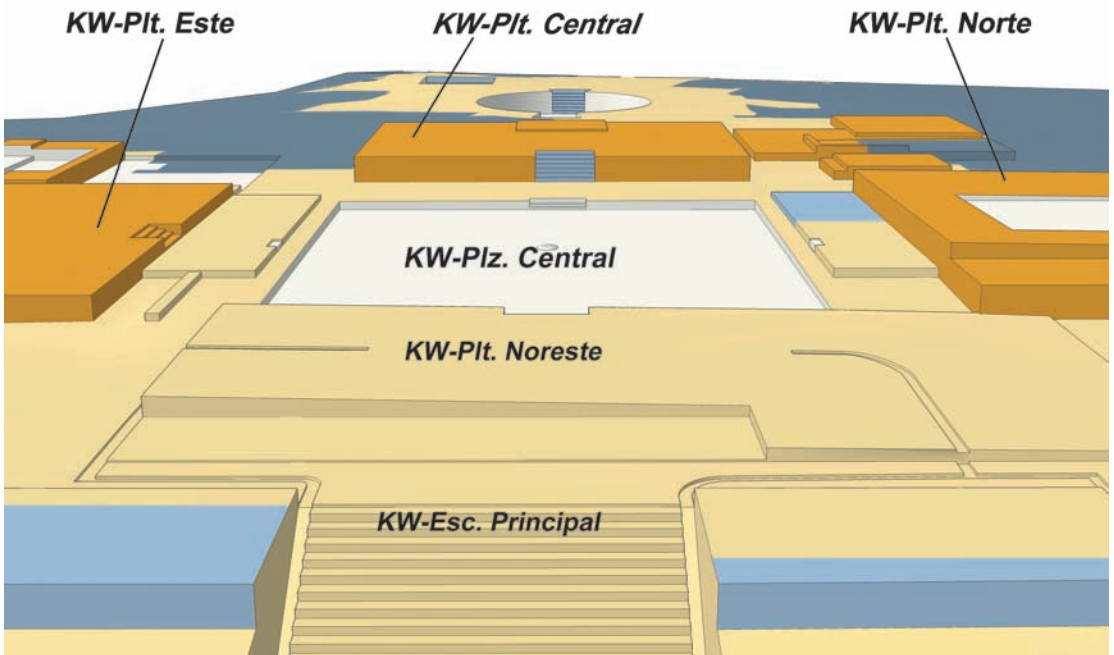 KW-Plt. Este
KW-Plt. Central
KW-Plt. Norte
KW-Plz. Central
KW-Plt. Noreste
KW-Esc. Principal